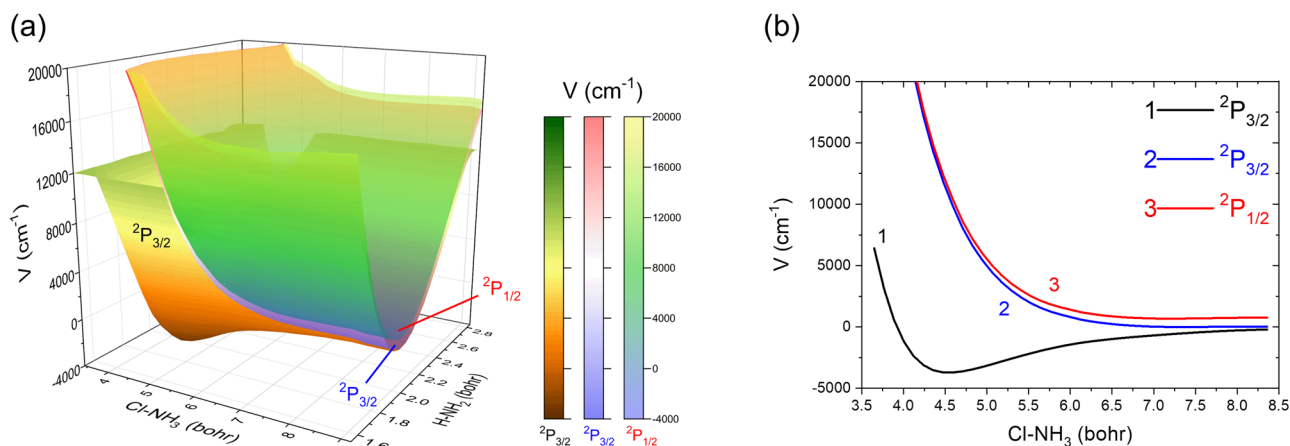 (a)
20000
16000
12000
8000
4000
0
-4000
V (cm⁻¹)
²P₃/₂
4
5
6
7
8
Cl-NH₃ (bohr)
1.6
1.8
2.0
2.2
2.4
2.6
2.8
H-NH₂ (bohr)
²P₁/₂
²P₃/₂
V (cm⁻¹)
20000
16000
12000
8000
4000
0
-4000
²P₃/₂ ²P₃/₂ ²P₁/₂
(b)
20000
15000
10000
5000
0
-5000
V (cm⁻¹)
1 ²P₃/₂
2 ²P₃/₂
3 ²P₁/₂
1
2
3
3.5 4.0 4.5 5.0 5.5 6.0 6.5 7.0 7.5 8.0 8.5
Cl-NH₃ (bohr)